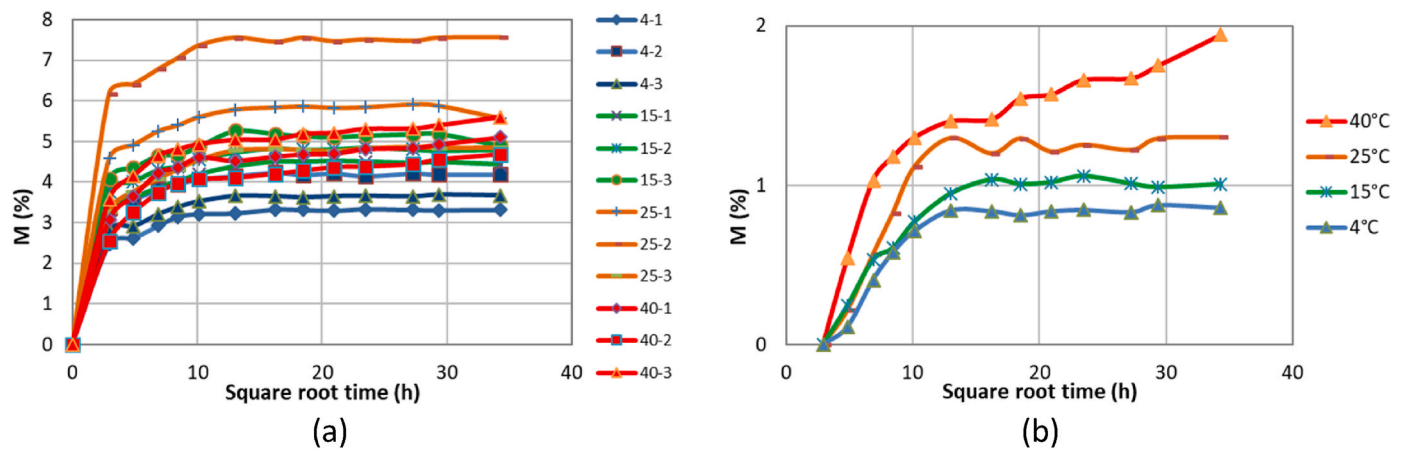 8
7
6
5
4
3
2
1
0
M (%)
0 10 20 30 40
Square root time (h)
4-1
4-2
4-3
15-1
15-2
15-3
25-1
25-2
25-3
40-1
40-2
40-3
(a)
2
1
0
M (%)
0 10 20 30 40
Square root time (h)
40°C
25°C
15°C
4°C
(b)